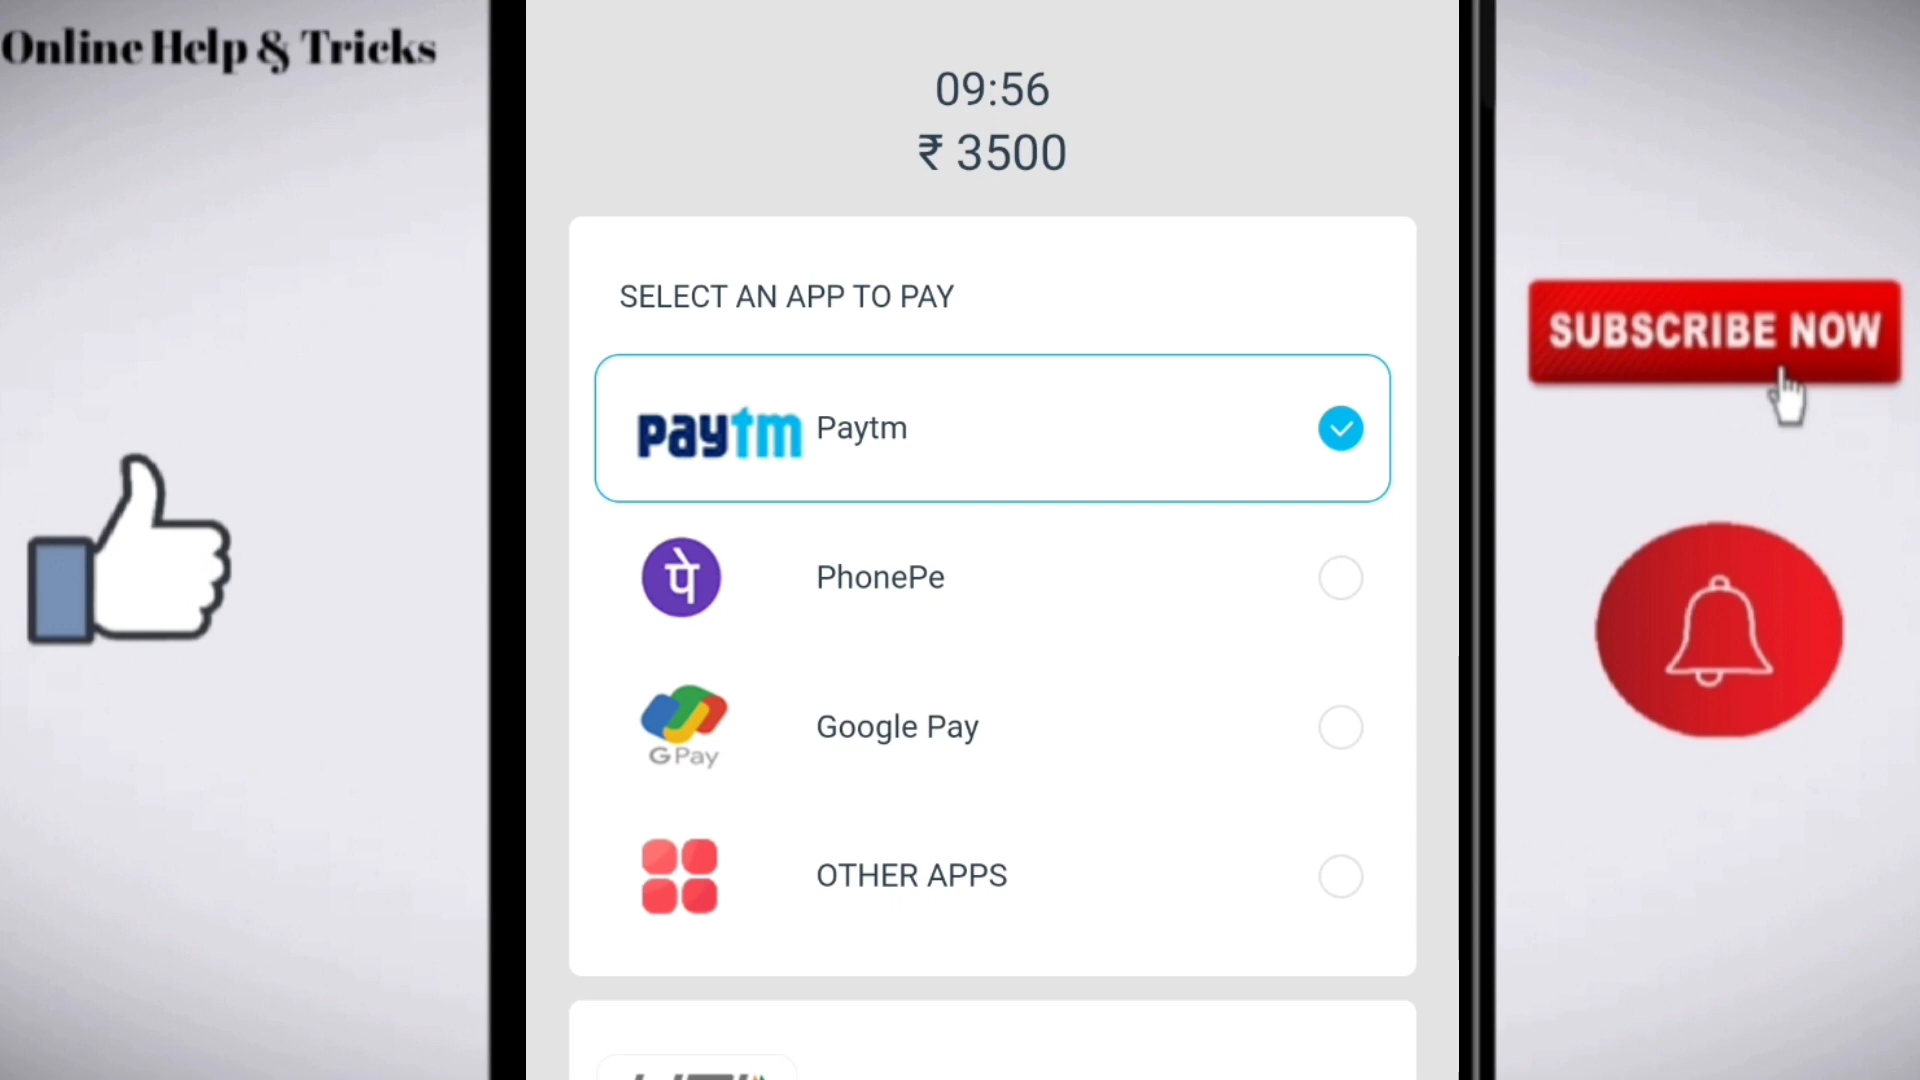 Online Help & Tricks
09:56
₹ 3500
SELECT AN APP TO PAY
paytm Paytm
पे PhonePe
G Pay Google Pay
OTHER APPS
SUBSCRIBE NOW